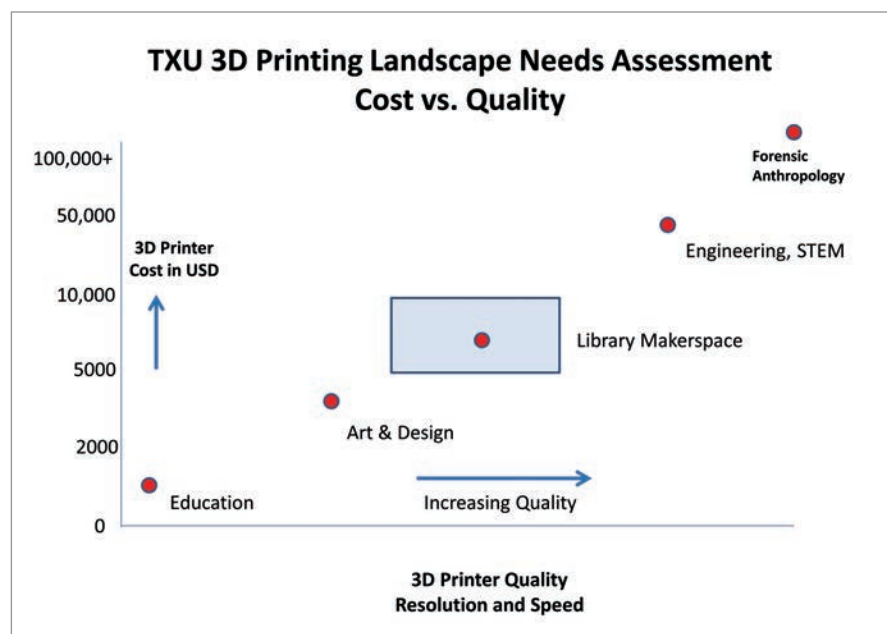 TXU 3D Printing Landscape Needs Assessment
Cost vs. Quality
100,000+
Forensic
Anthropology
50,000
3D Printer
Cost in USD
Engineering, STEM
10,000
Library Makerspace
5000
Art & Design
2000
Education
Increasing Quality
0
3D Printer Quality
Resolution and Speed